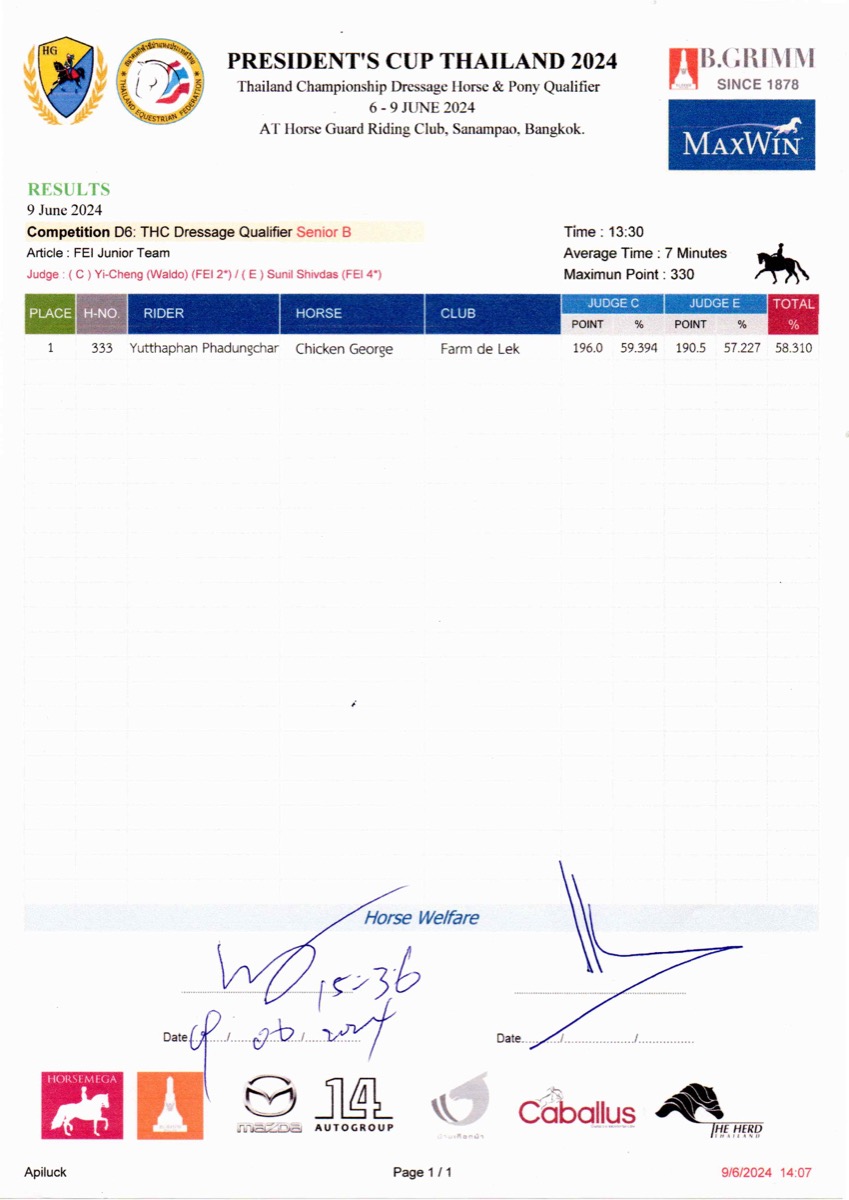 HG
THAILAND EQUESTRIAN FEDERATION
PRESIDENT'S CUP THAILAND 2024
Thailand Championship Dressage Horse & Pony Qualifier
6 - 9 JUNE 2024
AT Horse Guard Riding Club, Sanampao, Bangkok.
B.GRIMM
SINCE 1878
MAXWIN
RESULTS
9 June 2024
Competition D6: THC Dressage Qualifier Senior B
Time : 13:30
Article : FEI Junior Team
Average Time : 7 Minutes
Judge : ( C ) Yi-Cheng (Waldo) (FEI 2*) / ( E ) Sunil Shivdas (FEI 4*)
Maximun Point : 330
PLACE H-NO. RIDER HORSE CLUB JUDGE C JUDGE E TOTAL
POINT % POINT % %
1 333 Yutthaphan Phadungchar Chicken George Farm de Lek 196.0 59.394 190.5 57.227 58.310
Horse Welfare
15:36
Date 09 / 06 / 2024
Date / /
HORSEMEGA
mazda
14
AUTOGROUP
Caballus
THE HERD
THAILAND
Apiluck
Page 1 / 1
9/6/2024 14:07